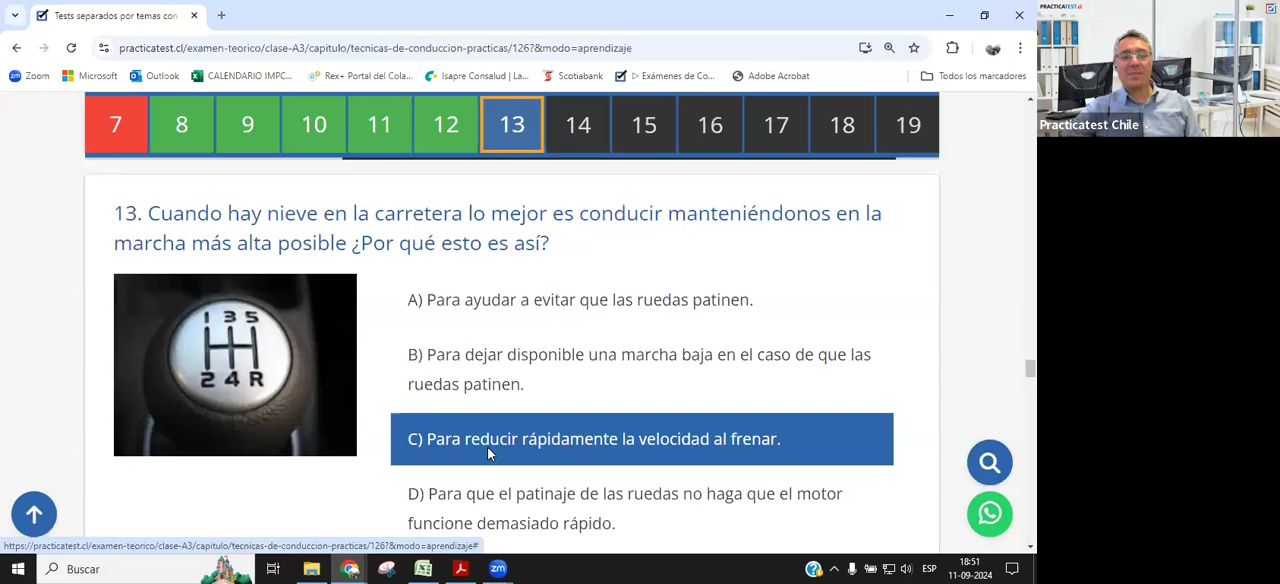 Tests separados por temas con
practicatest.cl/examen-teorico/clase-A3/capitulo/tecnicas-de-conduccion-practicas/126?&modo=aprendizaje
Zoom
Microsoft
Outlook
CALENDARIO IMPC...
Rex+ Portal del Cola...
Isapre Consalud | La...
Scotiabank
▷ Exámenes de Co...
Adobe Acrobat
Todos los marcadores
PRACTICATEST.cl
Practicatest Chile
7 8 9 10 11 12 13 14 15 16 17 18 19
13. Cuando hay nieve en la carretera lo mejor es conducir manteniéndonos en la
marcha más alta posible ¿Por qué esto es así?
1 3 5
2 4 R
A) Para ayudar a evitar que las ruedas patinen.
B) Para dejar disponible una marcha baja en el caso de que las
ruedas patinen.
C) Para reducir rápidamente la velocidad al frenar.
D) Para que el patinaje de las ruedas no haga que el motor
funcione demasiado rápido.
https://practicatest.cl/examen-teorico/clase-A3/capitulo/tecnicas-de-conduccion-practicas/126?&modo=aprendizaje#
Buscar
zm
ESP
18:51
11-09-2024